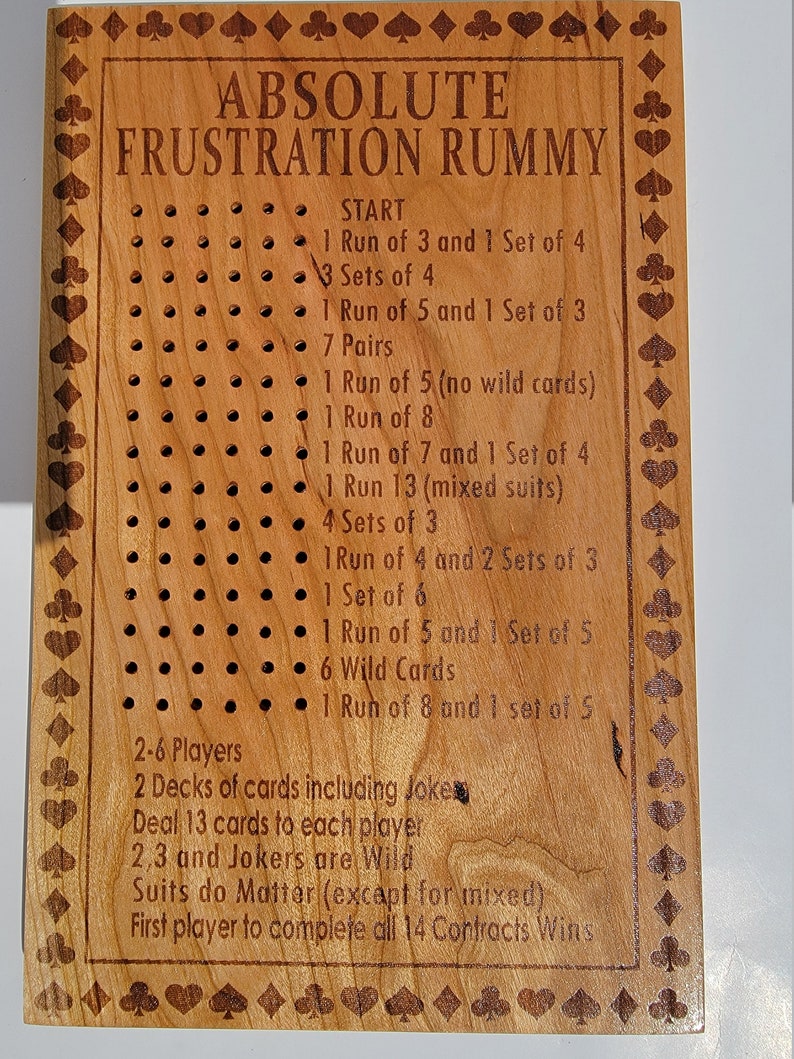 ABSOLUTE
FRUSTRATION RUMMY
START
1 Run of 3 and 1 Set of 4
3 Sets of 4
1 Run of 5 and 1 Set of 3
7 Pairs
1 Run of 5 (no wild cards)
1 Run of 8
1 Run of 7 and 1 Set of 4
1 Run 13 (mixed suits)
4 Sets of 3
1 Run of 4 and 2 Sets of 3
1 Set of 6
1 Run of 5 and 1 Set of 5
6 Wild Cards
1 Run of 8 and 1 set of 5
2-6 Players
2 Decks of cards including Jokers
Deal 13 cards to each player
2,3 and Jokers are Wild
Suits do Matter (except for mixed)
First player to complete all 14 Contracts Wins